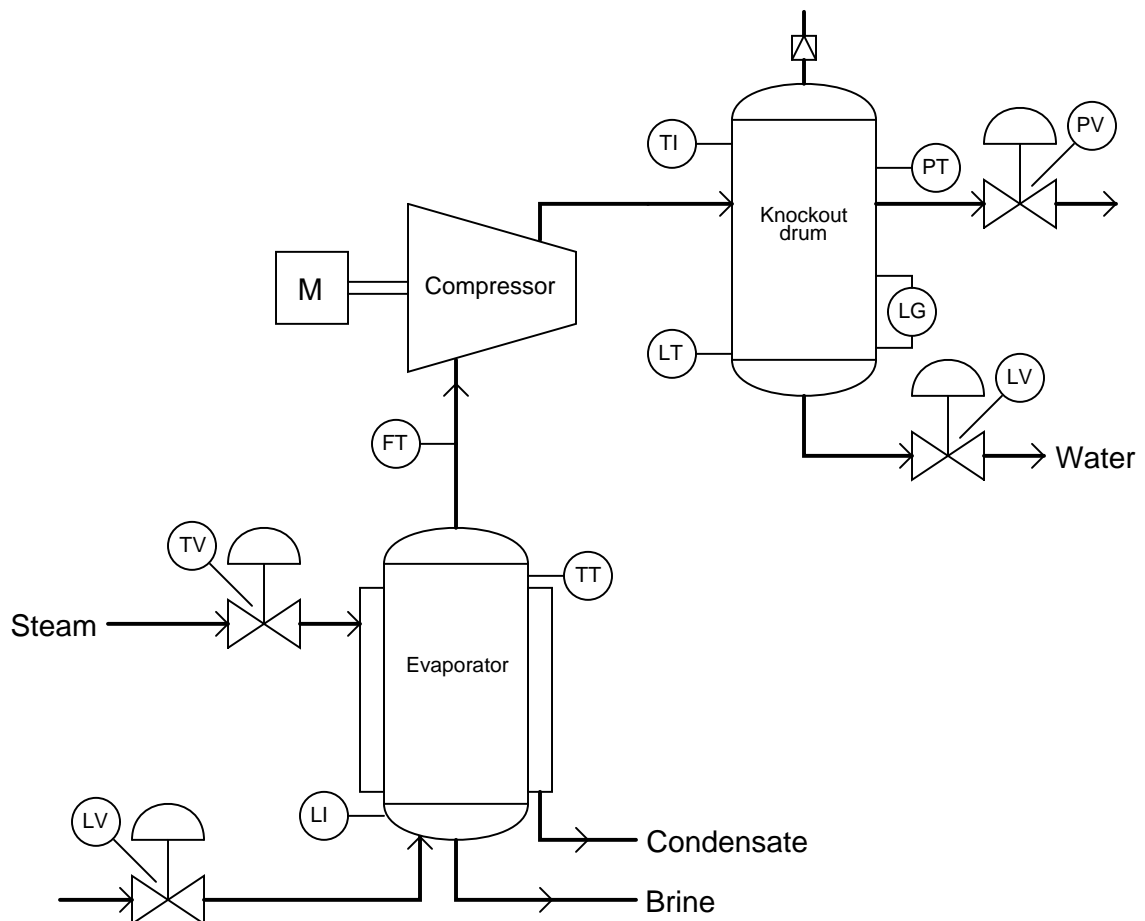 TI
PV
PT
Knockout
drum
M
Compressor
LG
LT
LV
FT
Water
TV
TT
Steam
Evaporator
LI
LV
Condensate
Brine